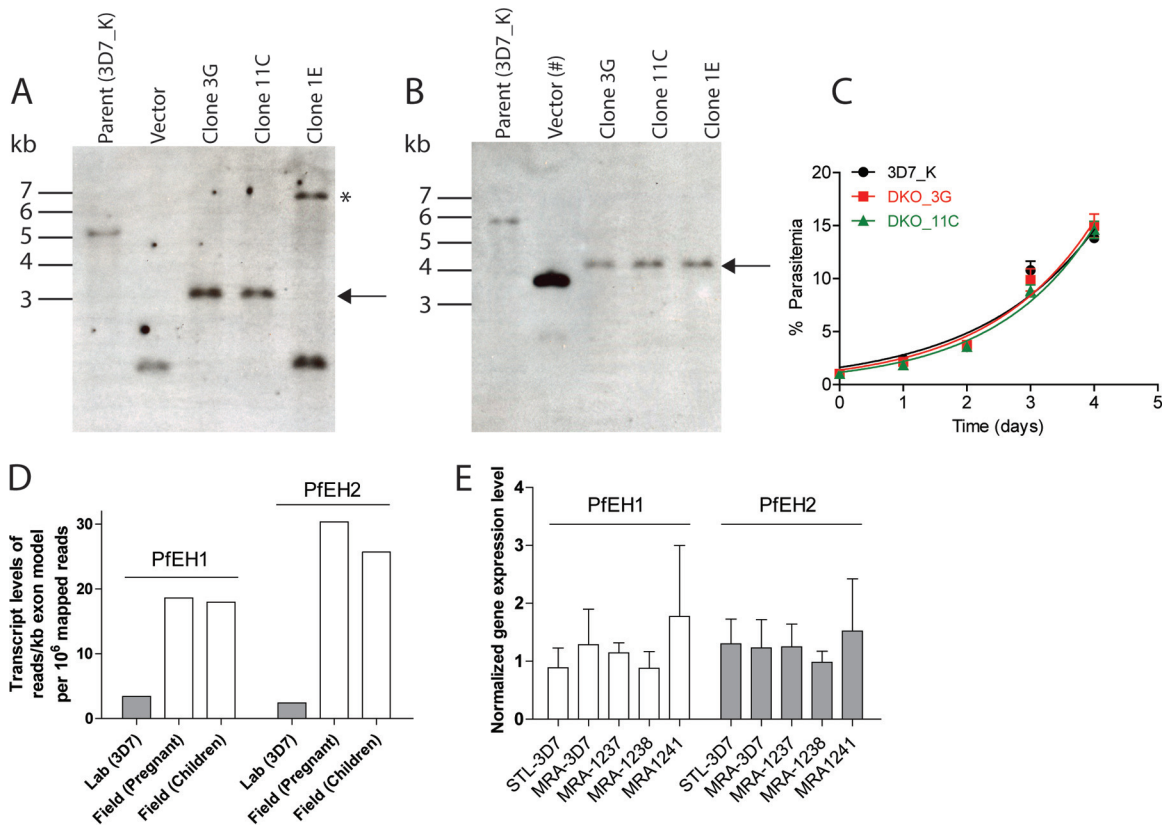 A
Parent (3D7_K)
Vector
Clone 3G
Clone 11C
Clone 1E
kb
7
6
5
4
3
*
B
Parent (3D7_K)
Vector (#)
Clone 3G
Clone 11C
Clone 1E
kb
7
6
5
4
3
C
3D7_K
DKO_3G
DKO_11C
% Parasitemia
20
15
10
5
0
0 1 2 3 4 5
Time (days)
D
Transcript levels of
reads/kb exon model
per 10⁶ mapped reads
30
20
10
0
PfEH1
PfEH2
Lab (3D7)
Field (Pregnant)
Field (Children)
Lab (3D7)
Field (Pregnant)
Field (Children)
E
Normalized gene expression level
4
3
2
1
0
PfEH1
PfEH2
STL-3D7
MRA-3D7
MRA-1237
MRA-1238
MRA1241
STL-3D7
MRA-3D7
MRA-1237
MRA-1238
MRA1241